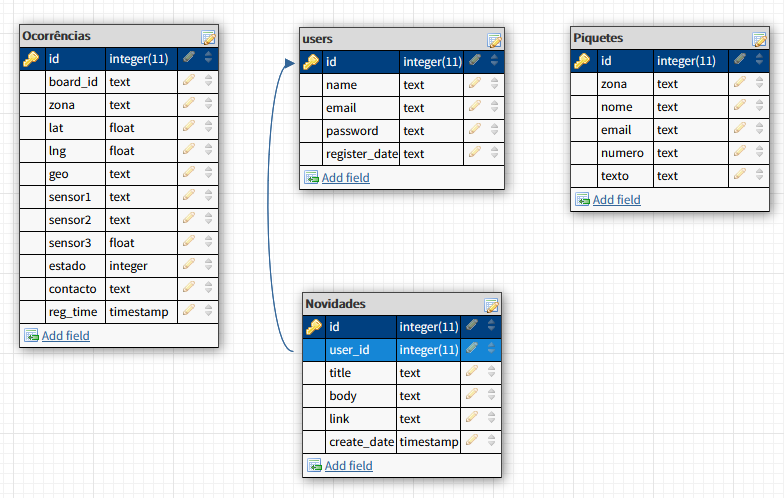 Ocorrências
id integer(11)
board_id text
zona text
lat float
lng float
geo text
sensor1 text
sensor2 text
sensor3 float
estado integer
contacto text
reg_time timestamp
Add field
users
id integer(11)
name text
email text
password text
register_date text
Add field
Piquetes
id integer(11)
zona text
nome text
email text
numero text
texto text
Add field
Novidades
id integer(11)
user_id integer(11)
title text
body text
link text
create_date timestamp
Add field